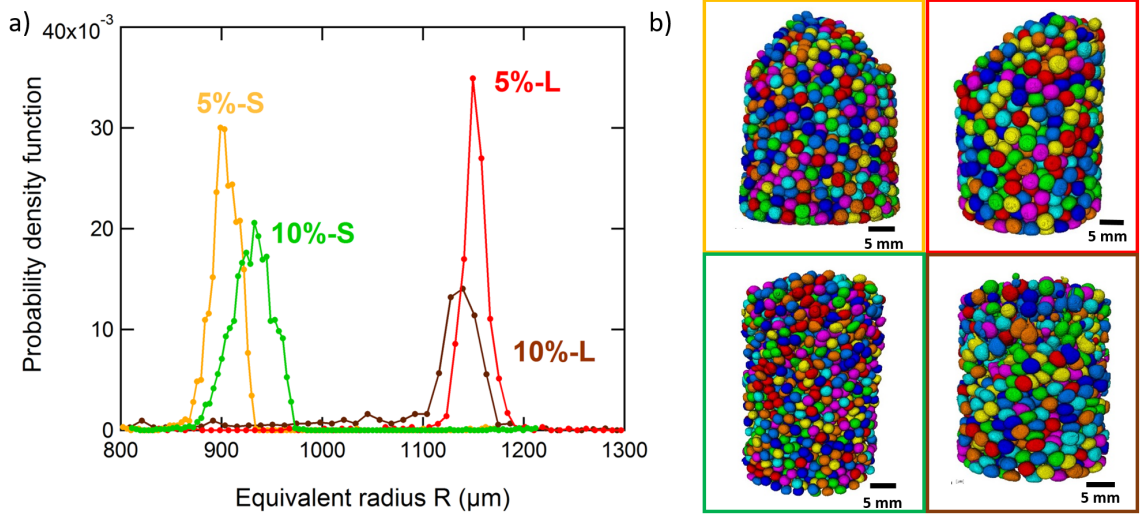 a)
40x10⁻³
30
20
10
0
Probability density function
5%-S
10%-S
5%-L
10%-L
800
900
1000
1100
1200
1300
Equivalent radius R (µm)
b)
5 mm
5 mm
5 mm
5 mm